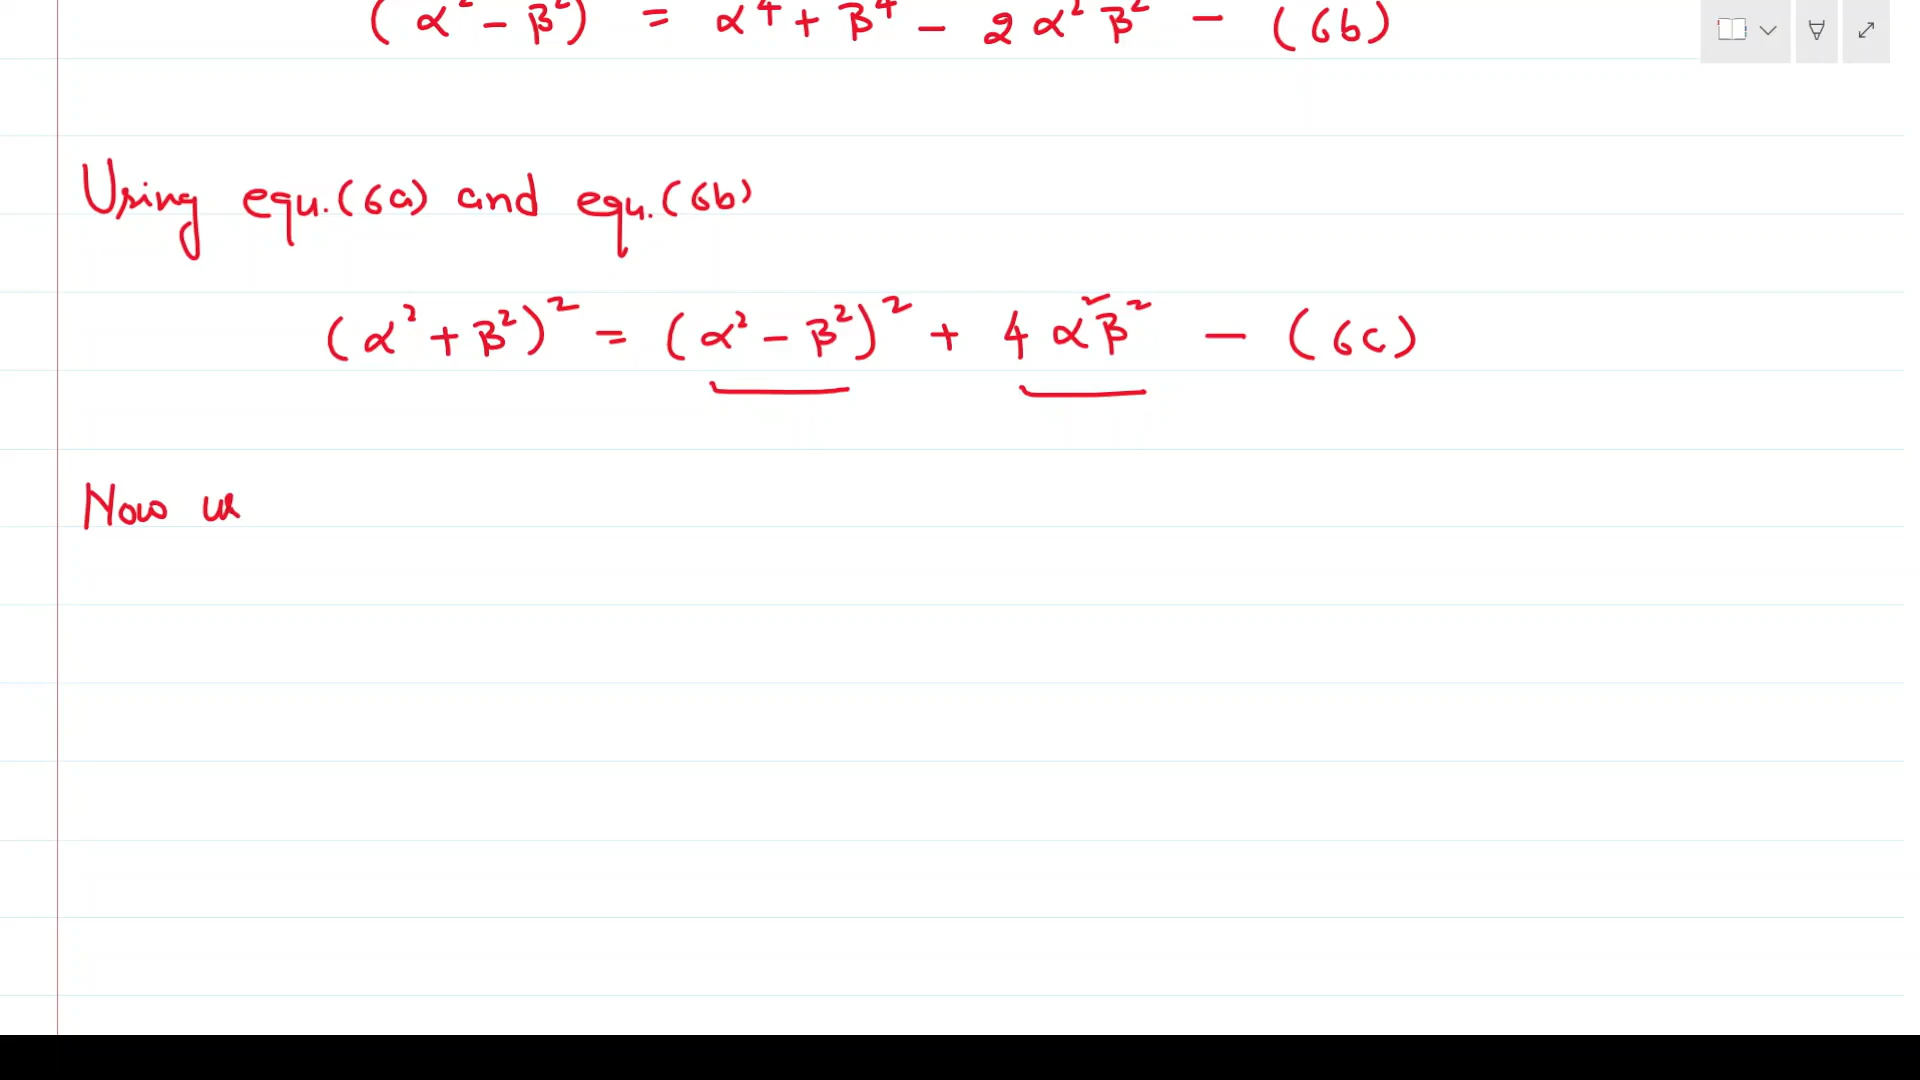 (α² - β²) = α⁴ + β⁴ - 2α²β² - (6b)
Using equ.(6a) and equ.(6b)
(α² + β²)² = (α² - β²)² + 4α²β² - (6c)
Now we